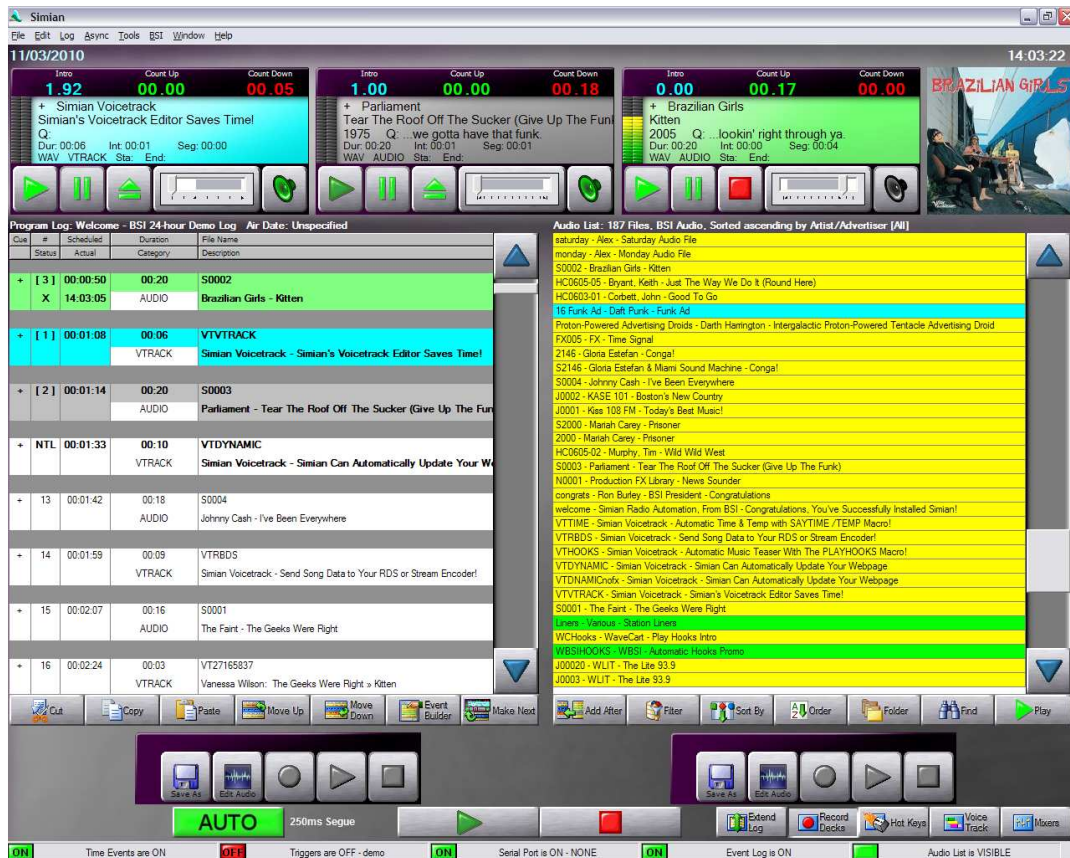 Simian
File Edit Log Async Tools BSI Window Help
11/03/2010
14:03:22
Intro Count Up Count Down
1.92 00.00 00.05
+ Simian Voicetrack
Simian's Voicetrack Editor Saves Time!
Q:
Dur: 00:06 Int: 00:01 Seg: 00:00
WAV VTRACK Sta: End:
Intro Count Up Count Down
1.00 00.00 00.18
+ Parliament
Tear The Roof Off The Sucker (Give Up The Fun
1975 Q: ...we gotta have that funk.
Dur: 00:20 Int: 00:01 Seg: 00:01
WAV AUDIO Sta: End:
Intro Count Up Count Down
0.00 00.17 00.00
+ Brazilian Girls
Kitten
2005 Q: ...lookin' right through ya.
Dur: 00:20 Int: 00:00 Seg: 00:04
WAV AUDIO Sta: End:
BRAZILIAN GIRLS
Program Log: Welcome - BSI 24-hour Demo Log Air Date: Unspecified
Cue # Scheduled Duration File Name
Status Actual Category Description
+ [ 3 ] 00:00:50 00:20 S0002
X 14:03:05 AUDIO Brazilian Girls - Kitten
+ [ 1 ] 00:01:08 00:06 VTVTRACK
VTRACK Simian Voicetrack - Simian's Voicetrack Editor Saves Time!
+ [ 2 ] 00:01:14 00:20 S0003
AUDIO Parliament - Tear The Roof Off The Sucker (Give Up The Fun
+ NTL 00:01:33 00:10 VTDYNAMIC
VTRACK Simian Voicetrack - Simian Can Automatically Update Your W
+ 13 00:01:42 00:18 S0004
AUDIO Johnny Cash - I've Been Everywhere
+ 14 00:01:59 00:09 VTRBDS
VTRACK Simian Voicetrack - Send Song Data to Your RDS or Stream Encoder!
+ 15 00:02:07 00:16 S0001
AUDIO The Faint - The Geeks Were Right
+ 16 00:02:24 00:03 VT27165837
VTRACK Vanessa Wilson: The Geeks Were Right » Kitten
Audio List: 187 Files, BSI Audio, Sorted ascending by Artist/Advertiser [All]
saturday - Alex - Saturday Audio File
monday - Alex - Monday Audio File
S0002 - Brazilian Girls - Kitten
HC0605-05 - Bryant, Keith - Just The Way We Do It (Round Here)
HC0603-01 - Corbett, John - Good To Go
16 Funk Ad - Daft Punk - Funk Ad
Proton-Powered Advertising Droids - Darth Harrington - Intergalactic Proton-Powered Tentacle Advertising Droid
FX005 - FX - Time Signal
2146 - Gloria Estefan - Conga!
S2146 - Gloria Estefan & Miami Sound Machine - Conga!
S0004 - Johnny Cash - I've Been Everywhere
J0002 - KASE 101 - Boston's New Country
J0001 - Kiss 108 FM - Today's Best Music!
S2000 - Mariah Carey - Prisoner
2000 - Mariah Carey - Prisoner
HC0605-02 - Murphy, Tim - Wild Wild West
S0003 - Parliament - Tear The Roof Off The Sucker (Give Up The Funk)
N0001 - Production FX Library - News Sounder
congrats - Ron Burley - BSI President - Congratulations
welcome - Simian Radio Automation, From BSI - Congratulations, You've Successfully Installed Simian!
VTTIME - Simian Voicetrack - Automatic Time & Temp with SAYTIME /TEMP Macro!
VTRBDS - Simian Voicetrack - Send Song Data to Your RDS or Stream Encoder!
VTHOOKS - Simian Voicetrack - Automatic Music Teaser With The PLAYHOOKS Macro!
VTDYNAMIC - Simian Voicetrack - Simian Can Automatically Update Your Webpage
VTDNAMICnofx - Simian Voicetrack - Simian Can Automatically Update Your Webpage
VTVTRACK - Simian Voicetrack - Simian's Voicetrack Editor Saves Time!
S0001 - The Faint - The Geeks Were Right
Liners - Various - Station Liners
WCHooks - WaveCart - Play Hooks Intro
WBSIHOOKS - WBSI - Automatic Hooks Promo
J00020 - WLIT - The Lite 93.9
J0003 - WLIT - The Lite 93.9
Cut Copy Paste Move Up Move Down Event Builder Make Next
Add After Filter Sort By Order Folder Find Play
Save As Edit Audio
Save As Edit Audio
AUTO 250ms Segue
Extend Log Record Decks Hot Keys Voice Track Mixers
ON Time Events are ON OFF Triggers are OFF - demo ON Serial Port is ON - NONE ON Event Log is ON Audio List is VISIBLE